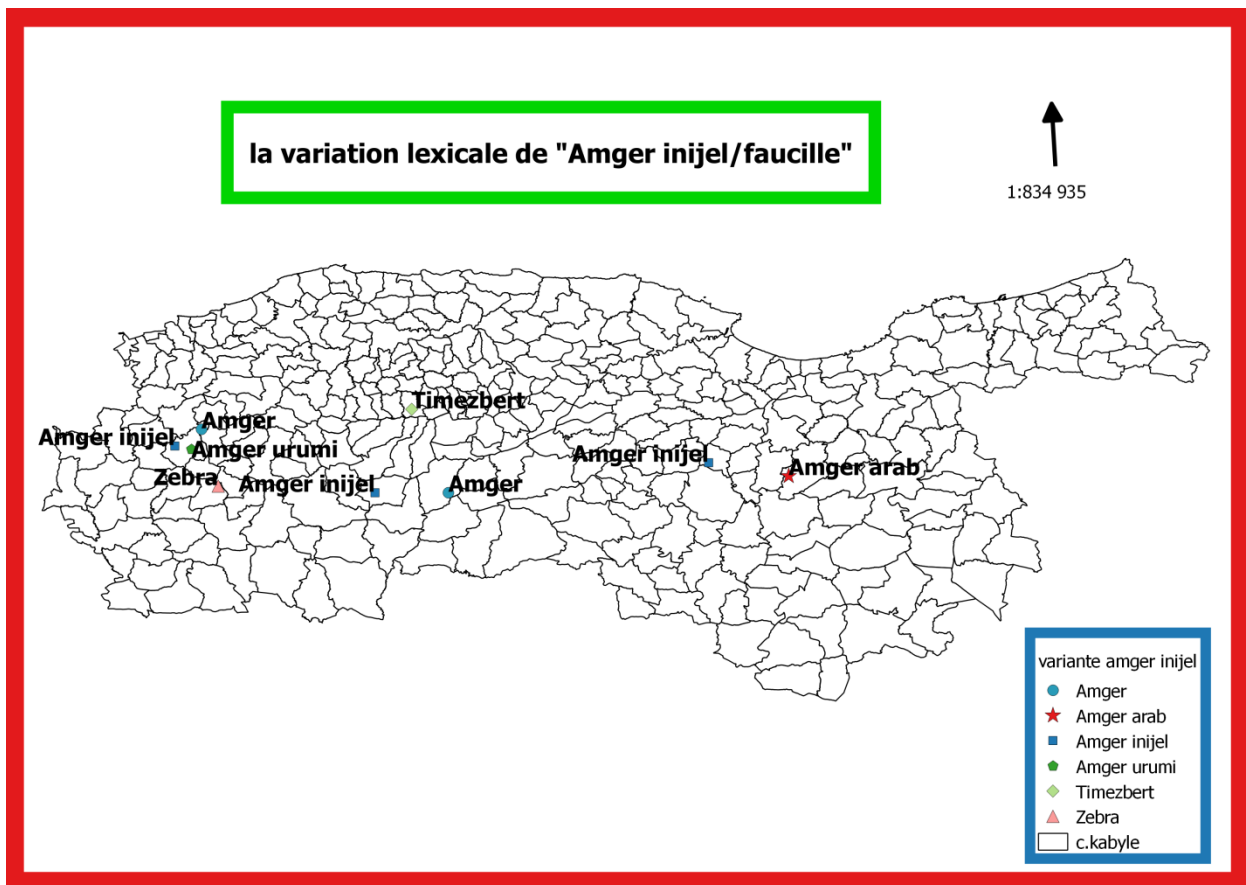 la variation lexicale de "Amger inijel/faucille"
1:834 935
Timezbert
Amger
Amger inijel
Amger urumi
Zebra
Amger inijel
Amger
Amger inijel
Amger arab
variante amger inijel
Amger
Amger arab
Amger inijel
Amger urumi
Timezbert
Zebra
c.kabyle